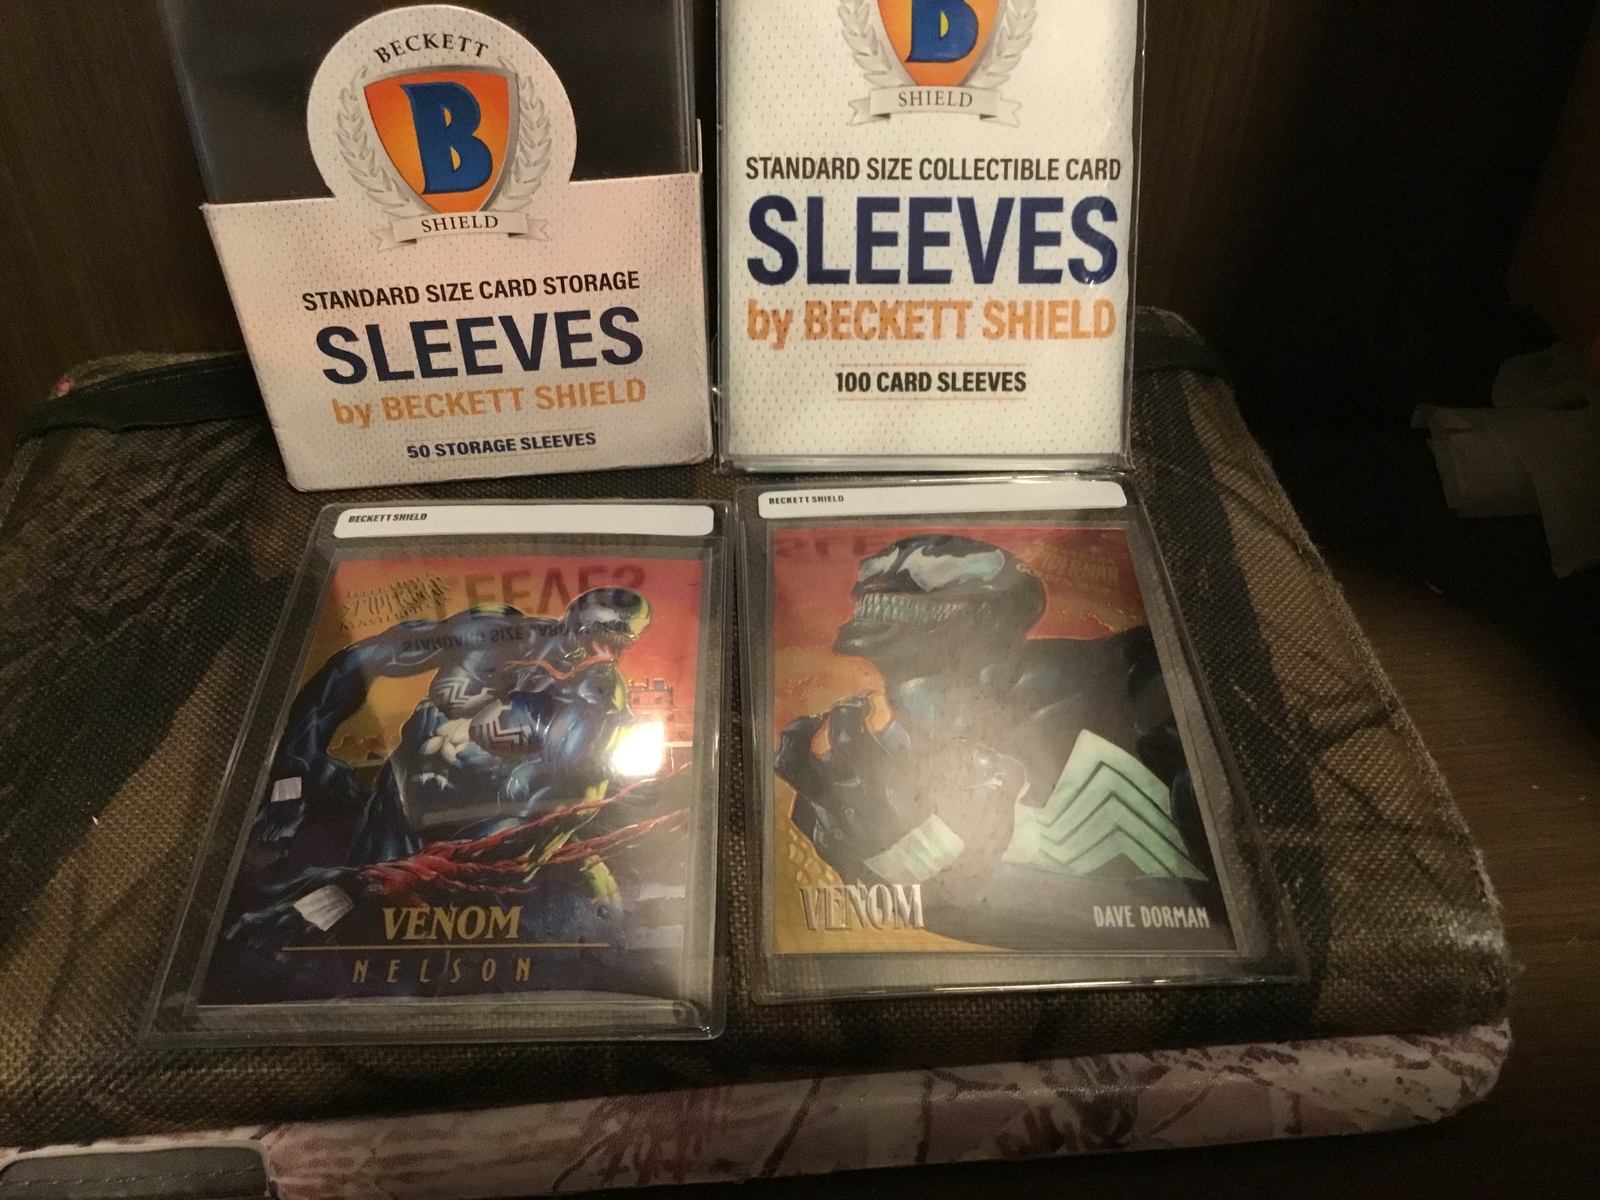 BECKETT
B
SHIELD
STANDARD SIZE CARD STORAGE
SLEEVES
by BECKETT SHIELD
50 STORAGE SLEEVES
B
SHIELD
STANDARD SIZE COLLECTIBLE CARD
SLEEVES
by BECKETT SHIELD
100 CARD SLEEVES
BECKETT SHIELD
VENOM
NELSON
BECKETT SHIELD
VENOM
DAVE DORMAN